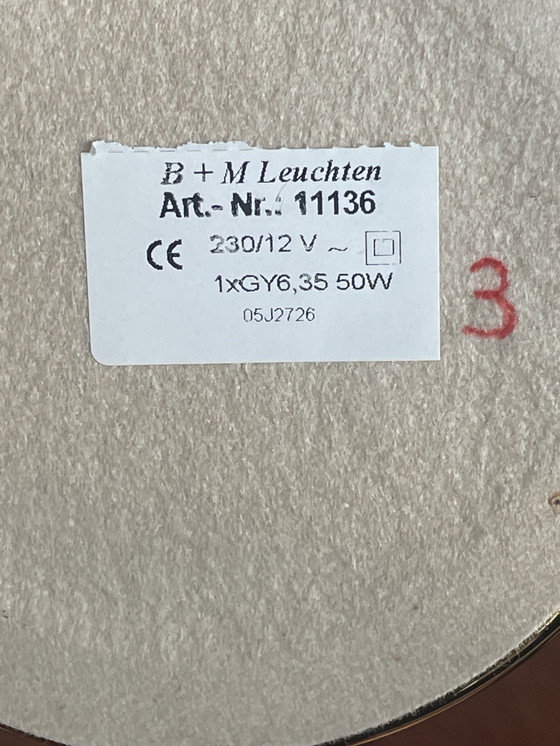 B + M Leuchten
Art.- Nr.: 11136
CE 230/12 V ~
1xGY6,35 50W
05J2726
3